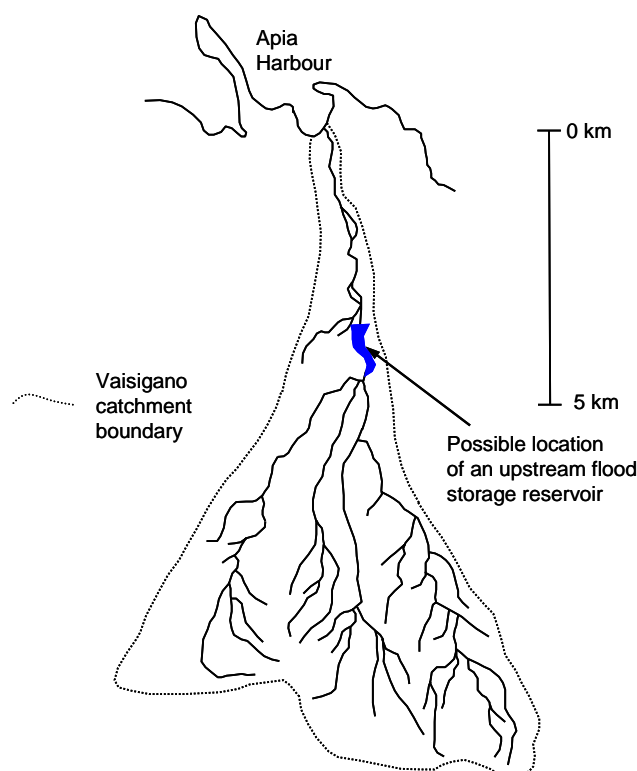 Apia
Harbour
0 km
Vaisigano
catchment
boundary
5 km
Possible location
of an upstream flood
storage reservoir